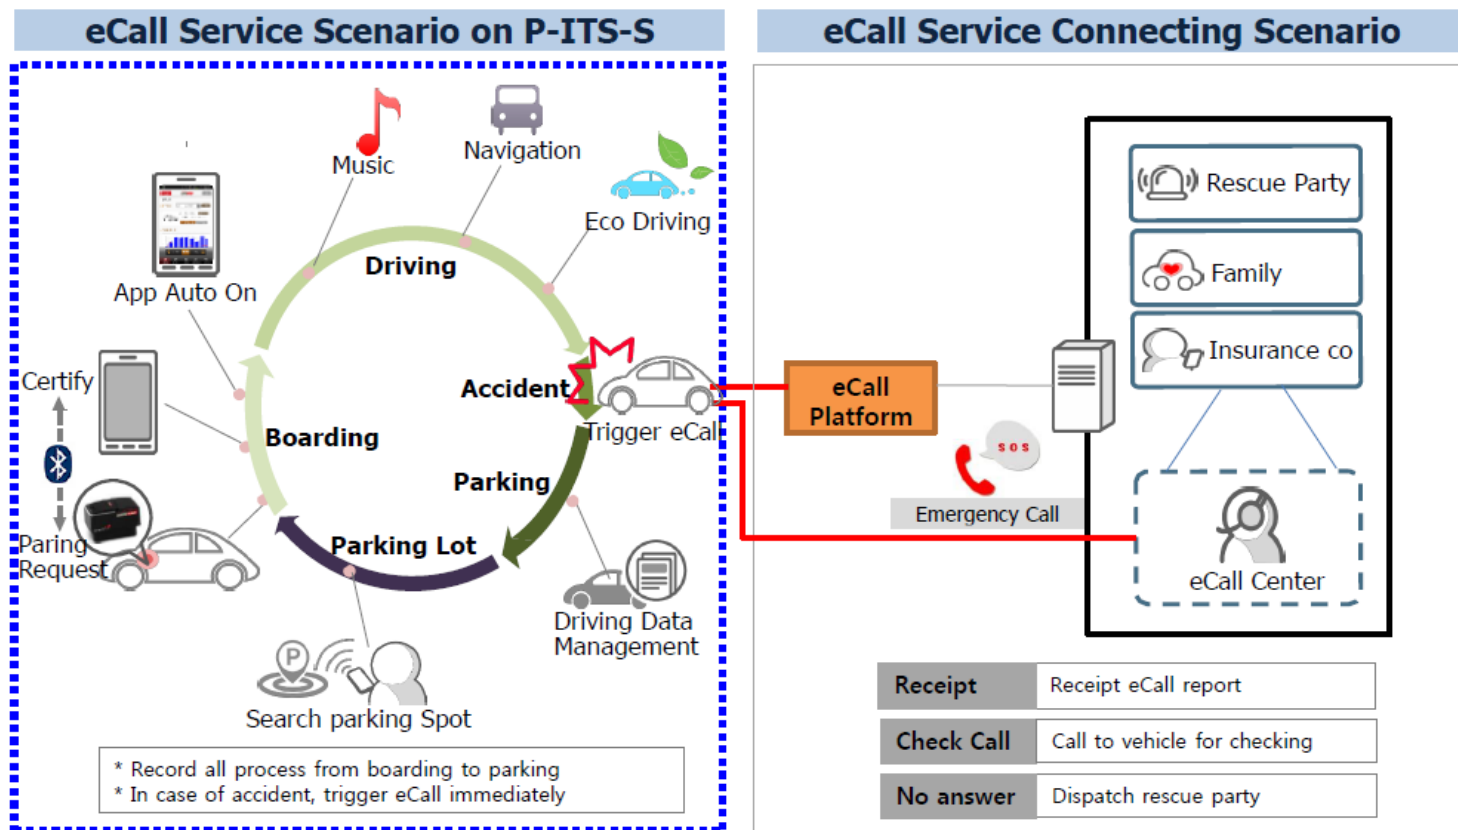 eCall Service Scenario on P-ITS-S
Music
Navigation
Eco Driving
App Auto On
Driving
Certify
Accident
Trigger eCall
Boarding
Parking
Paring
Request
Parking Lot
Driving Data
Management
P
Search parking Spot
* Record all process from boarding to parking
* In case of accident, trigger eCall immediately
eCall Service Connecting Scenario
Rescue Party
Family
Insurance co
eCall
Platform
SOS
Emergency Call
eCall Center
Receipt Receipt eCall report
Check Call Call to vehicle for checking
No answer Dispatch rescue party